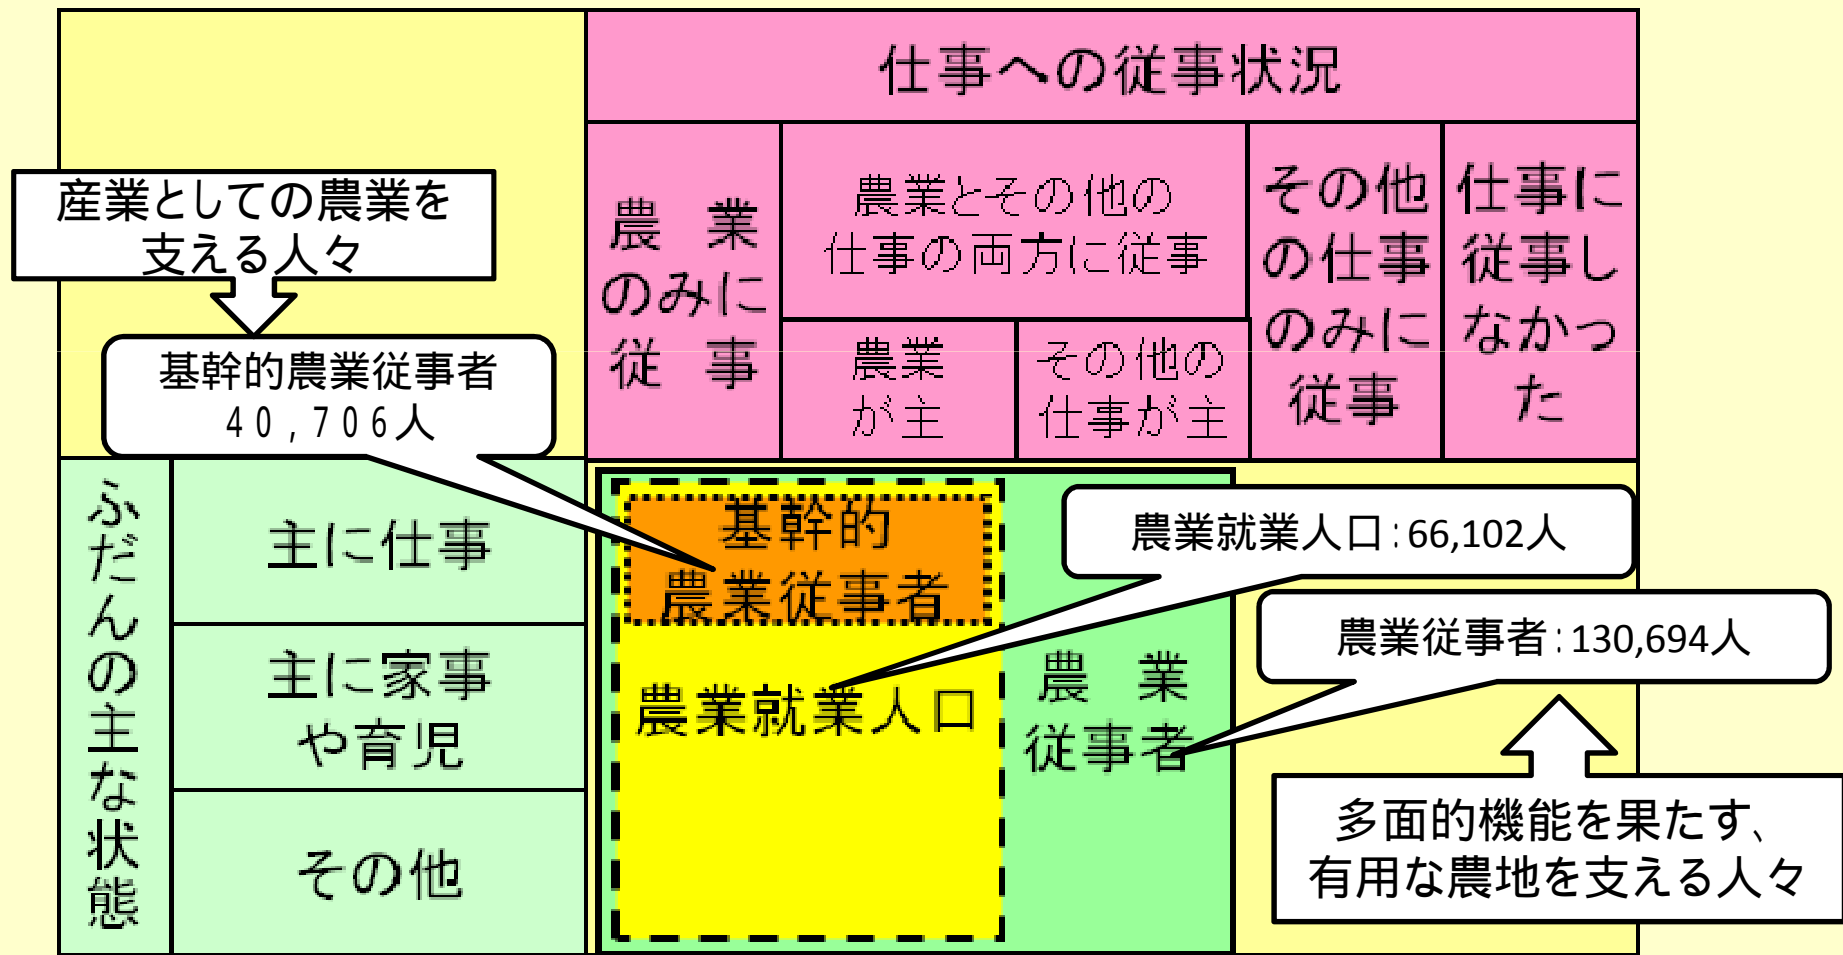 仕事への従事状況
産業としての農業を
支える人々
農 業
のみに
従 事
農業とその他の
仕事の両方に従事
農業
が主
その他の
仕事が主
その他
の仕事
のみに
従事
仕事に
従事し
なかっ
た
基幹的農業従事者
40,706人
ふだんの主な状態
主に仕事
主に家事
や育児
その他
基幹的
農業従事者
農業就業人口
農 業
従事者
農業就業人口:66,102人
農業従事者:130,694人
多面的機能を果たす、
有用な農地を支える人々